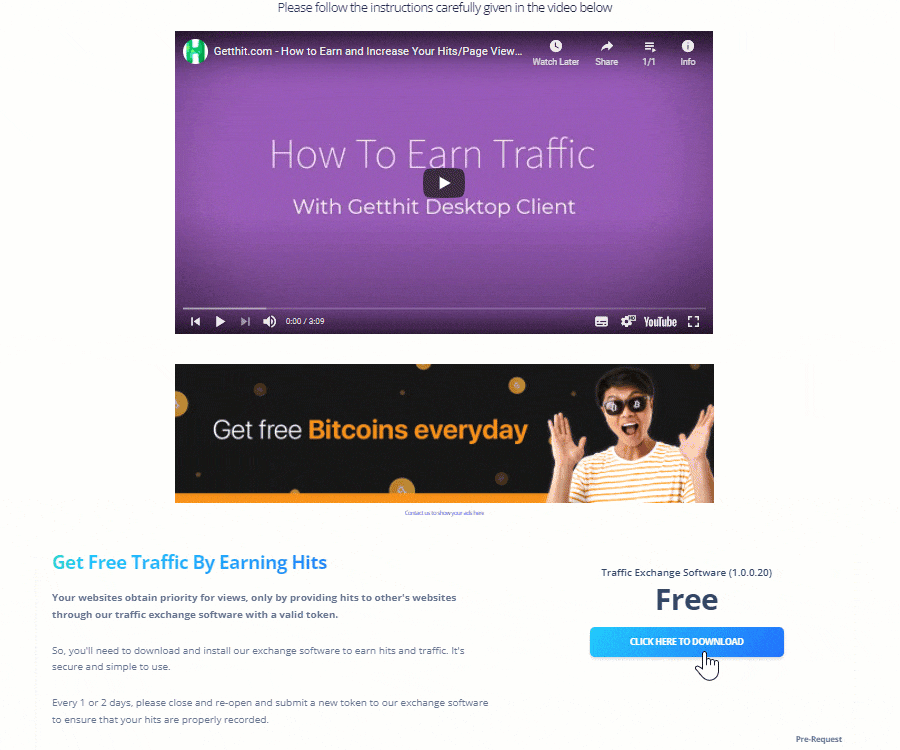 Please follow the instructions carefully given in the video below
Getthit.com - How to Earn and Increase Your Hits/Page View...
Watch Later
Share
1/1
Info
How To Earn Traffic
With Getthit Desktop Client
0:00 / 3:09
HD
YouTube
Get free Bitcoins everyday
Contact us to show your ads here
Get Free Traffic By Earning Hits
Your websites obtain priority for views, only by providing hits to other's websites
through our traffic exchange software with a valid token.
So, you'll need to download and install our exchange software to earn hits and traffic. It's
secure and simple to use.
Every 1 or 2 days, please close and re-open and submit a new token to our exchange software
to ensure that your hits are properly recorded.
Traffic Exchange Software (1.0.0.20)
Free
CLICK HERE TO DOWNLOAD
Pre-Request